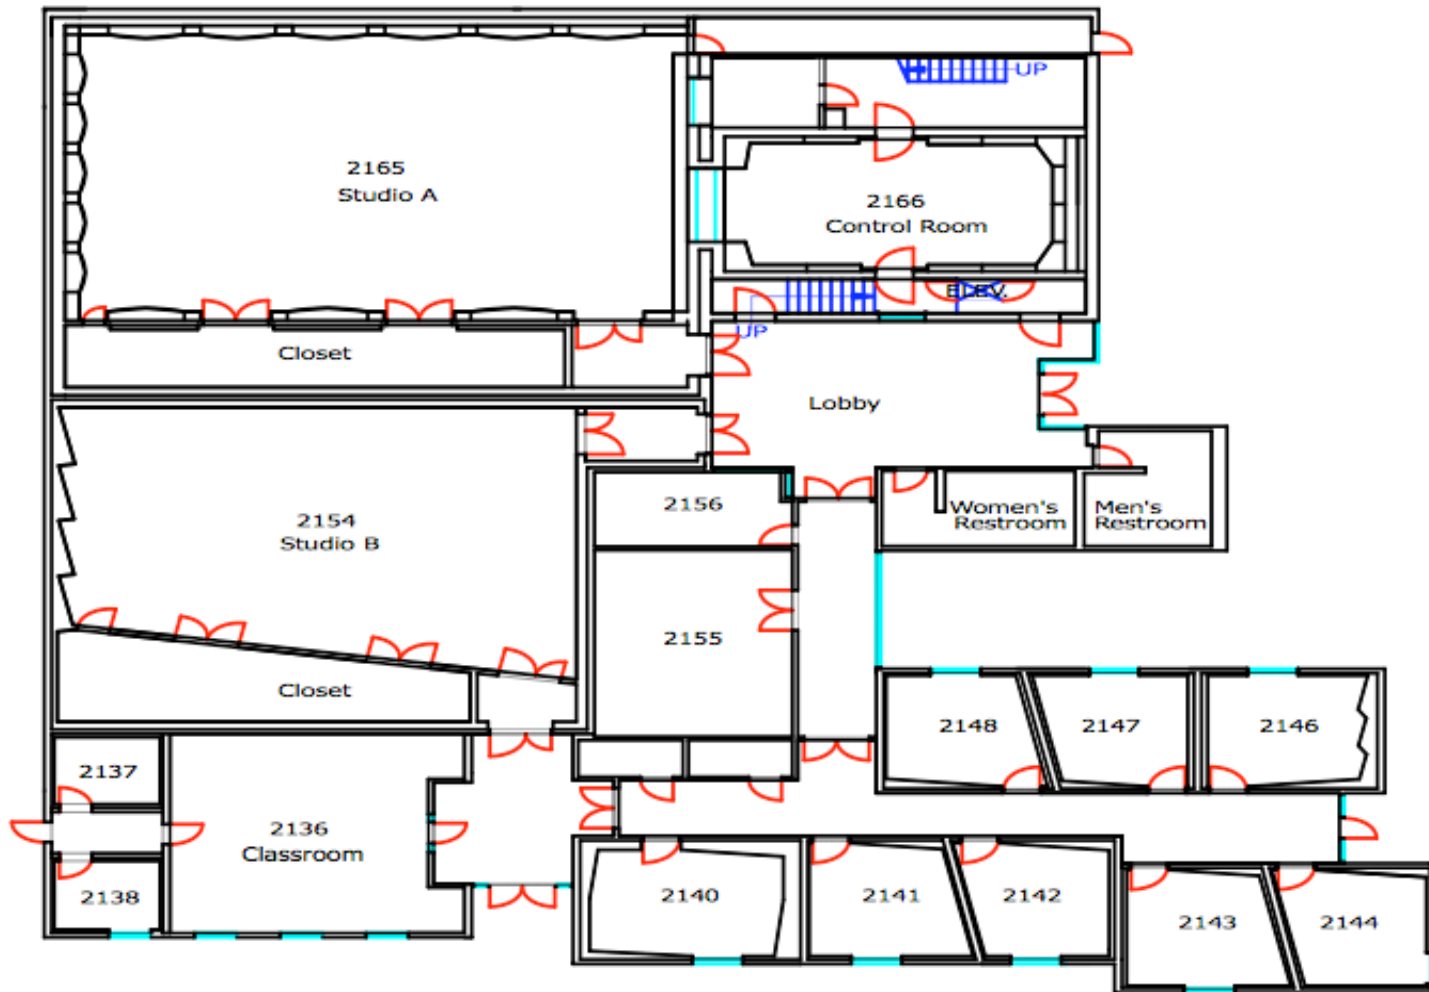 UP
2165
Studio A
2166
Control Room
ELEV.
UP
Closet
Lobby
2156
Women's
Restroom
Men's
Restroom
2154
Studio B
2155
Closet
2148
2147
2146
2137
2136
Classroom
2138
2140
2141
2142
2143
2144